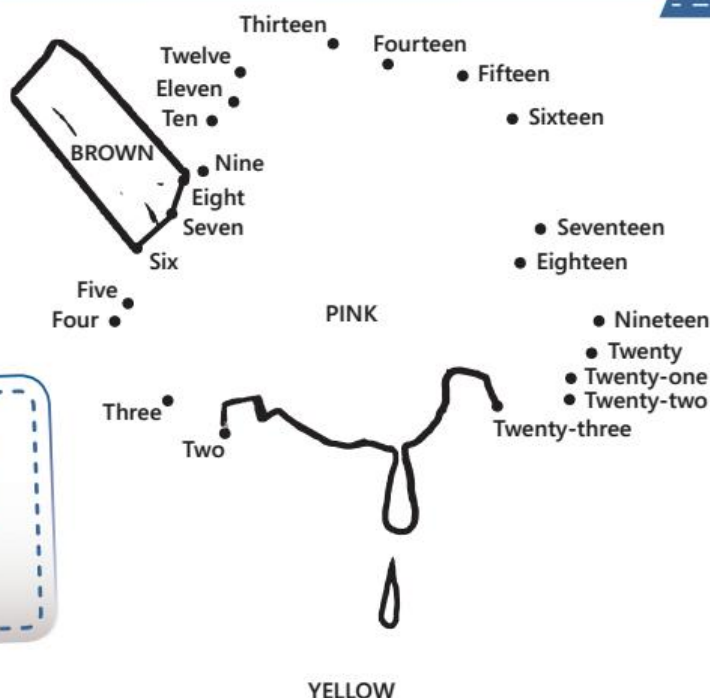 Thirteen
Fourteen
Twelve
Fifteen
Eleven
Ten
Sixteen
BROWN
Nine
Eight
Seven
Seventeen
Six
Eighteen
Five
PINK
Four
Nineteen
Twenty
Twenty-one
Twenty-two
Three
Twenty-three
Two
YELLOW